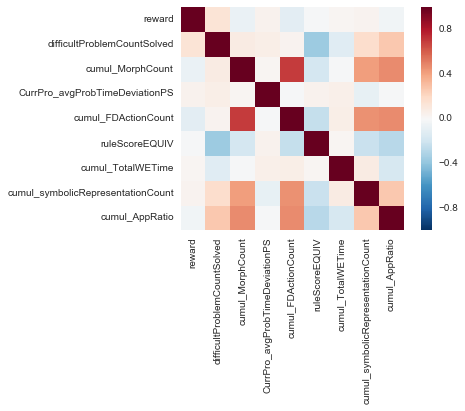 reward
difficultProblemCountSolved
cumul_MorphCount
CurrPro_avgProbTimeDeviationPS
cumul_FDActionCount
ruleScoreEQUIV
cumul_TotalWETime
cumul_symbolicRepresentationCount
cumul_AppRatio
0.8
0.4
0.0
−0.4
−0.8
reward
difficultProblemCountSolved
cumul_MorphCount
CurrPro_avgProbTimeDeviationPS
cumul_FDActionCount
ruleScoreEQUIV
cumul_TotalWETime
cumul_symbolicRepresentationCount
cumul_AppRatio